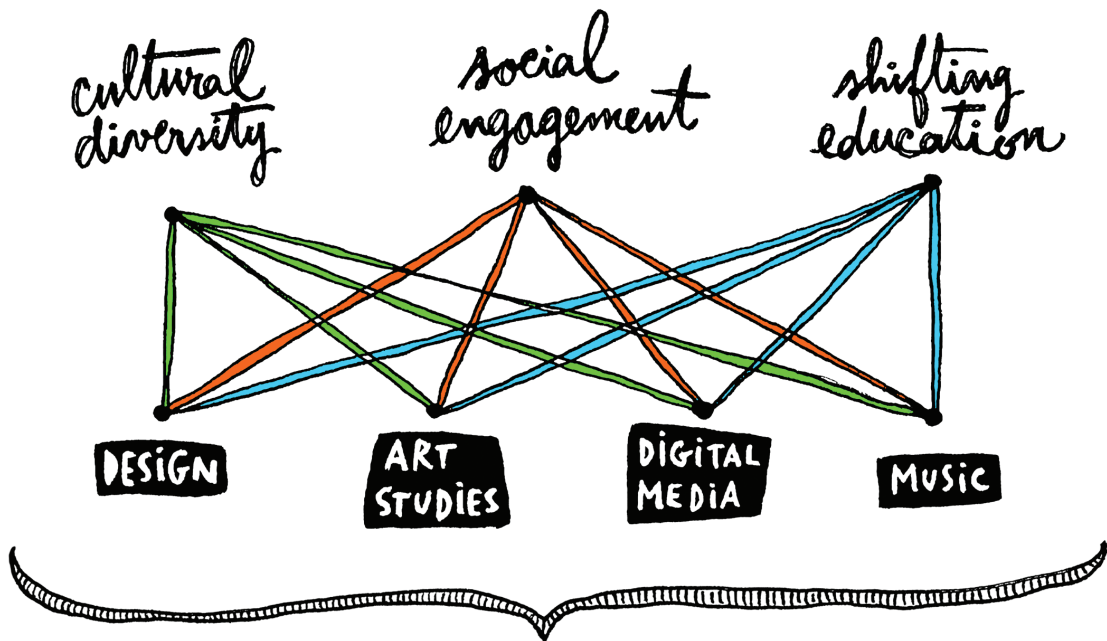 cultural
diversity
social
engagement
shifting
education
DESiGN
ART
STUDiES
DiGiTAL
MEDiA
MUSiC